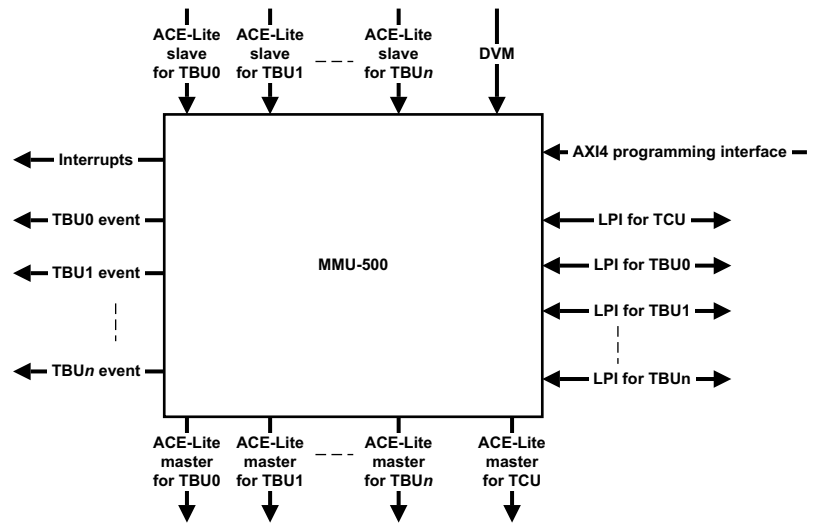 ACE-Lite
slave
for TBU0
ACE-Lite
slave
for TBU1
ACE-Lite
slave
for TBUn
DVM
Interrupts
AXI4 programming interface
TBU0 event
LPI for TCU
TBU1 event
LPI for TBU0
MMU-500
LPI for TBU1
TBUn event
LPI for TBUn
ACE-Lite
master
for TBU0
ACE-Lite
master
for TBU1
ACE-Lite
master
for TBUn
ACE-Lite
master
for TCU